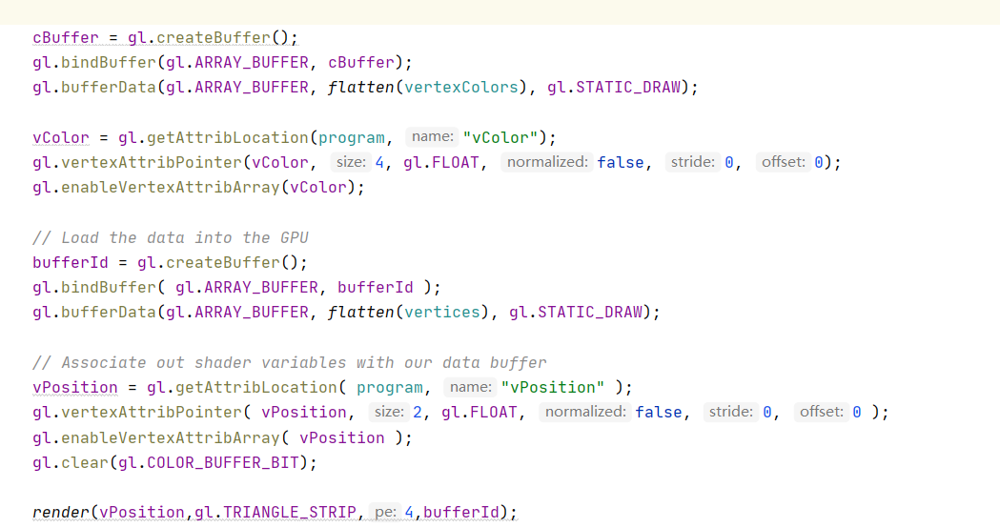 cBuffer = gl.createBuffer();
gl.bindBuffer(gl.ARRAY_BUFFER, cBuffer);
gl.bufferData(gl.ARRAY_BUFFER, flatten(vertexColors), gl.STATIC_DRAW);
vColor = gl.getAttribLocation(program, name: "vColor");
gl.vertexAttribPointer(vColor, size: 4, gl.FLOAT, normalized: false, stride: 0, offset: 0);
gl.enableVertexAttribArray(vColor);
// Load the data into the GPU
bufferId = gl.createBuffer();
gl.bindBuffer( gl.ARRAY_BUFFER, bufferId );
gl.bufferData(gl.ARRAY_BUFFER, flatten(vertices), gl.STATIC_DRAW);
// Associate out shader variables with our data buffer
vPosition = gl.getAttribLocation( program, name: "vPosition" );
gl.vertexAttribPointer( vPosition, size: 2, gl.FLOAT, normalized: false, stride: 0, offset: 0 );
gl.enableVertexAttribArray( vPosition );
gl.clear(gl.COLOR_BUFFER_BIT);
render(vPosition,gl.TRIANGLE_STRIP, pe: 4,bufferId);